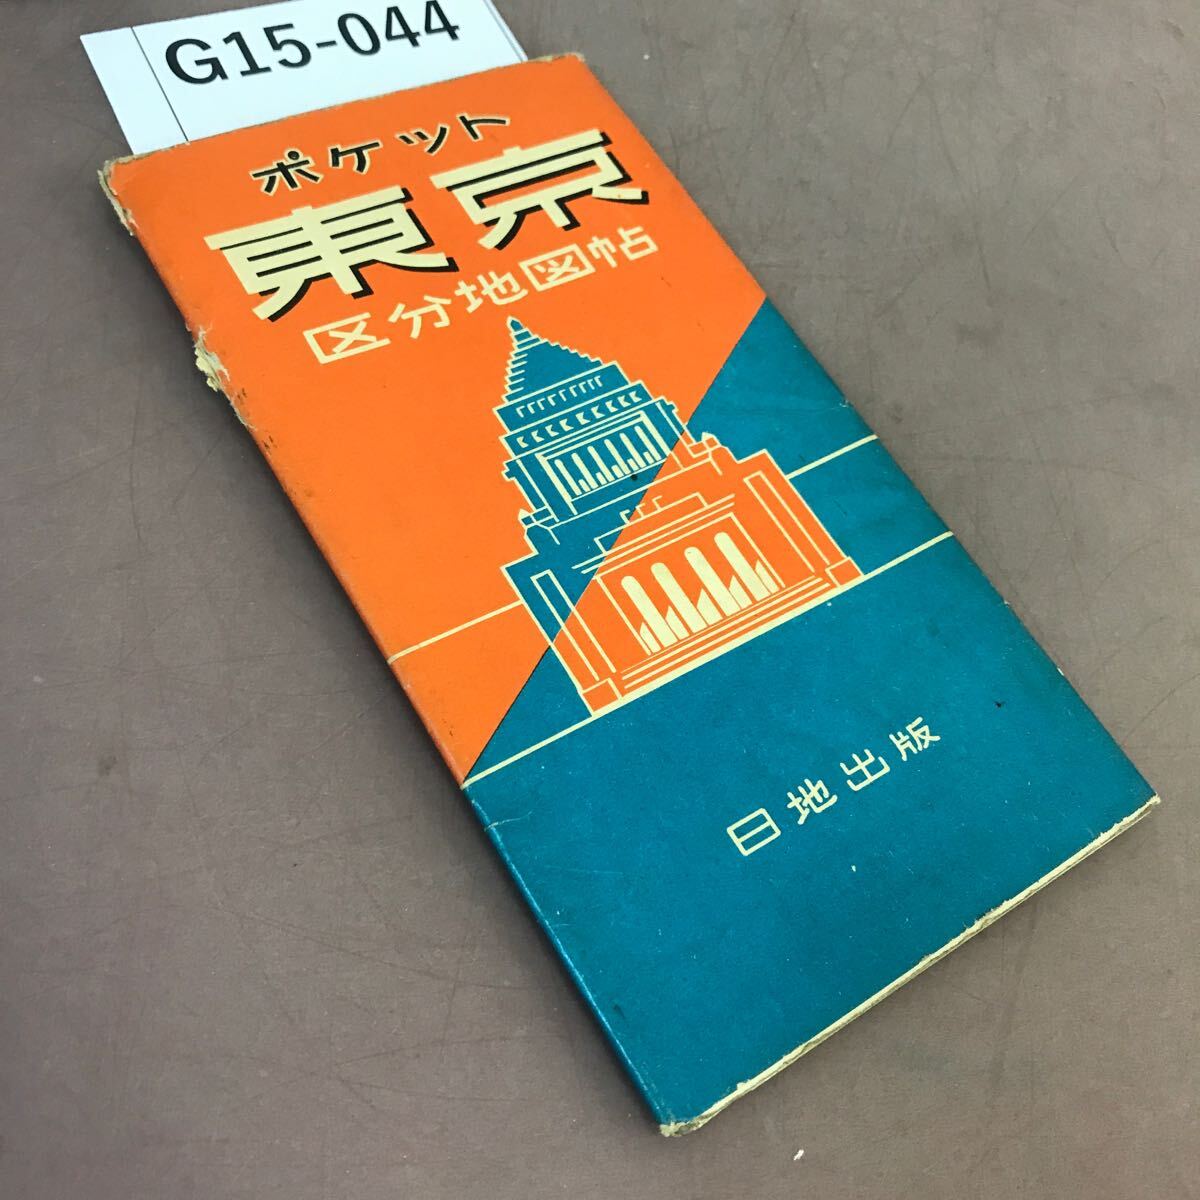 G15-044
ポケット
東京
区分地図帖
日地出版